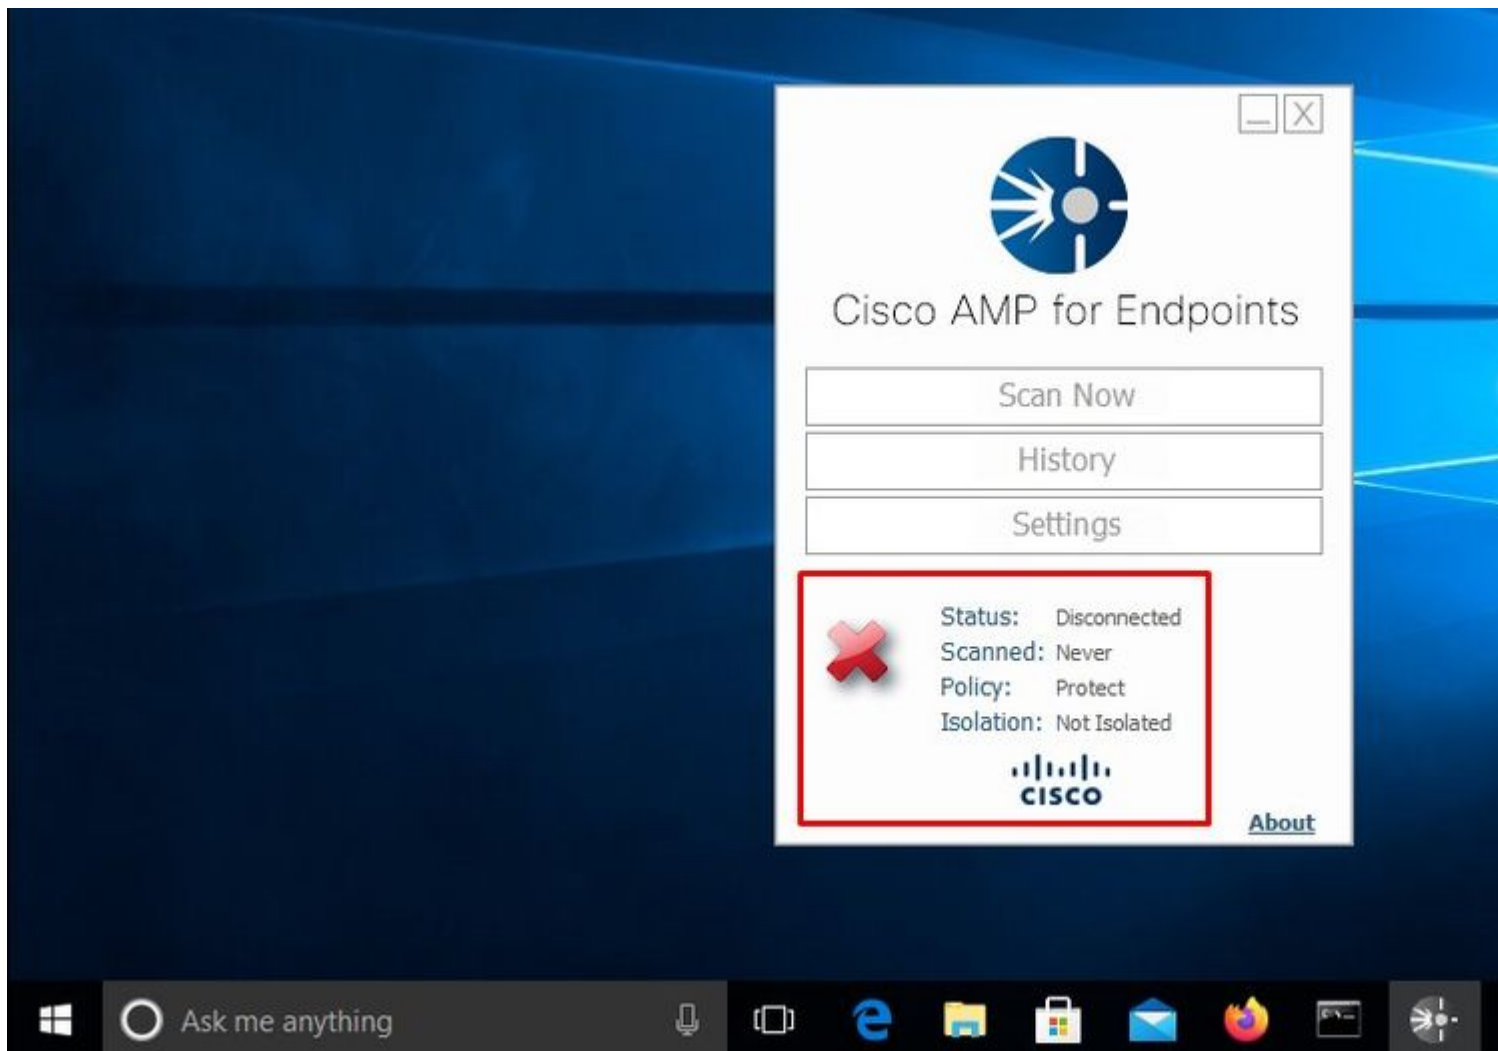 X
Cisco AMP for Endpoints
Scan Now
History
Settings
Status: Disconnected
Scanned: Never
Policy: Protect
Isolation: Not Isolated
CISCO
About
Ask me anything